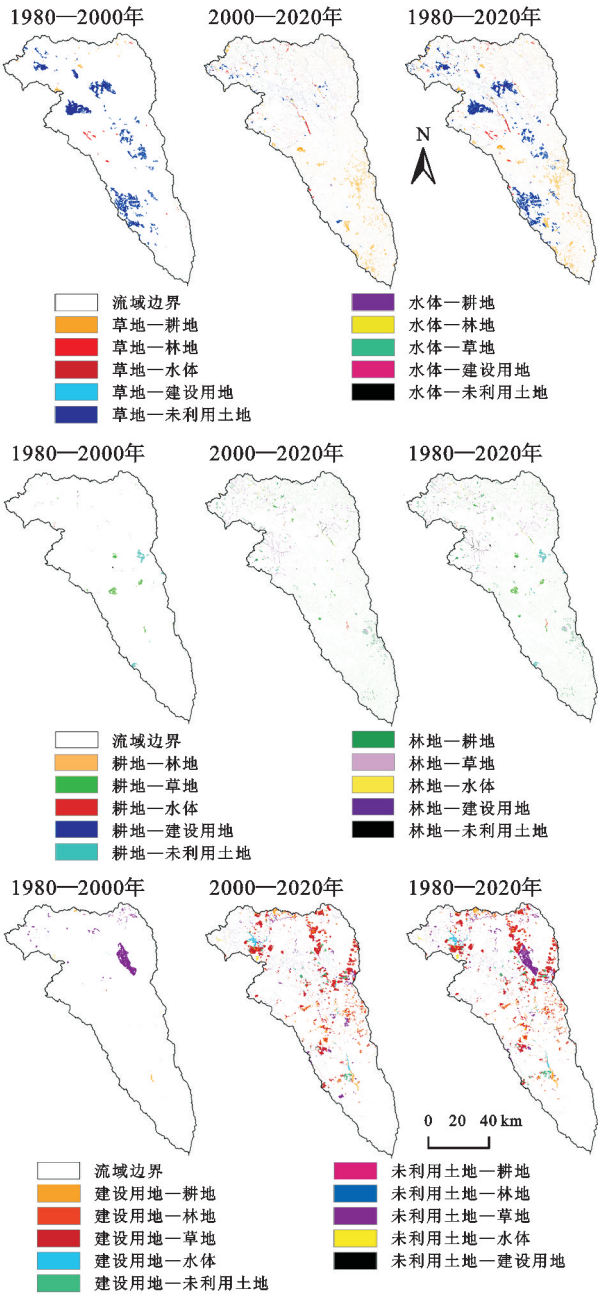 1980—2000年 2000—2020年 1980—2020年
N
流域边界 水体—耕地
草地—耕地 水体—林地
草地—林地 水体—草地
草地—水体 水体—建设用地
草地—建设用地 水体—未利用土地
草地—未利用土地
1980—2000年 2000—2020年 1980—2020年
流域边界 林地—耕地
耕地—林地 林地—草地
耕地—草地 林地—水体
耕地—水体 林地—建设用地
耕地—建设用地 林地—未利用土地
耕地—未利用土地
1980—2000年 2000—2020年 1980—2020年
0 20 40 km
流域边界 未利用土地—耕地
建设用地—耕地 未利用土地—林地
建设用地—林地 未利用土地—草地
建设用地—草地 未利用土地—水体
建设用地—水体 未利用土地—建设用地
建设用地—未利用土地